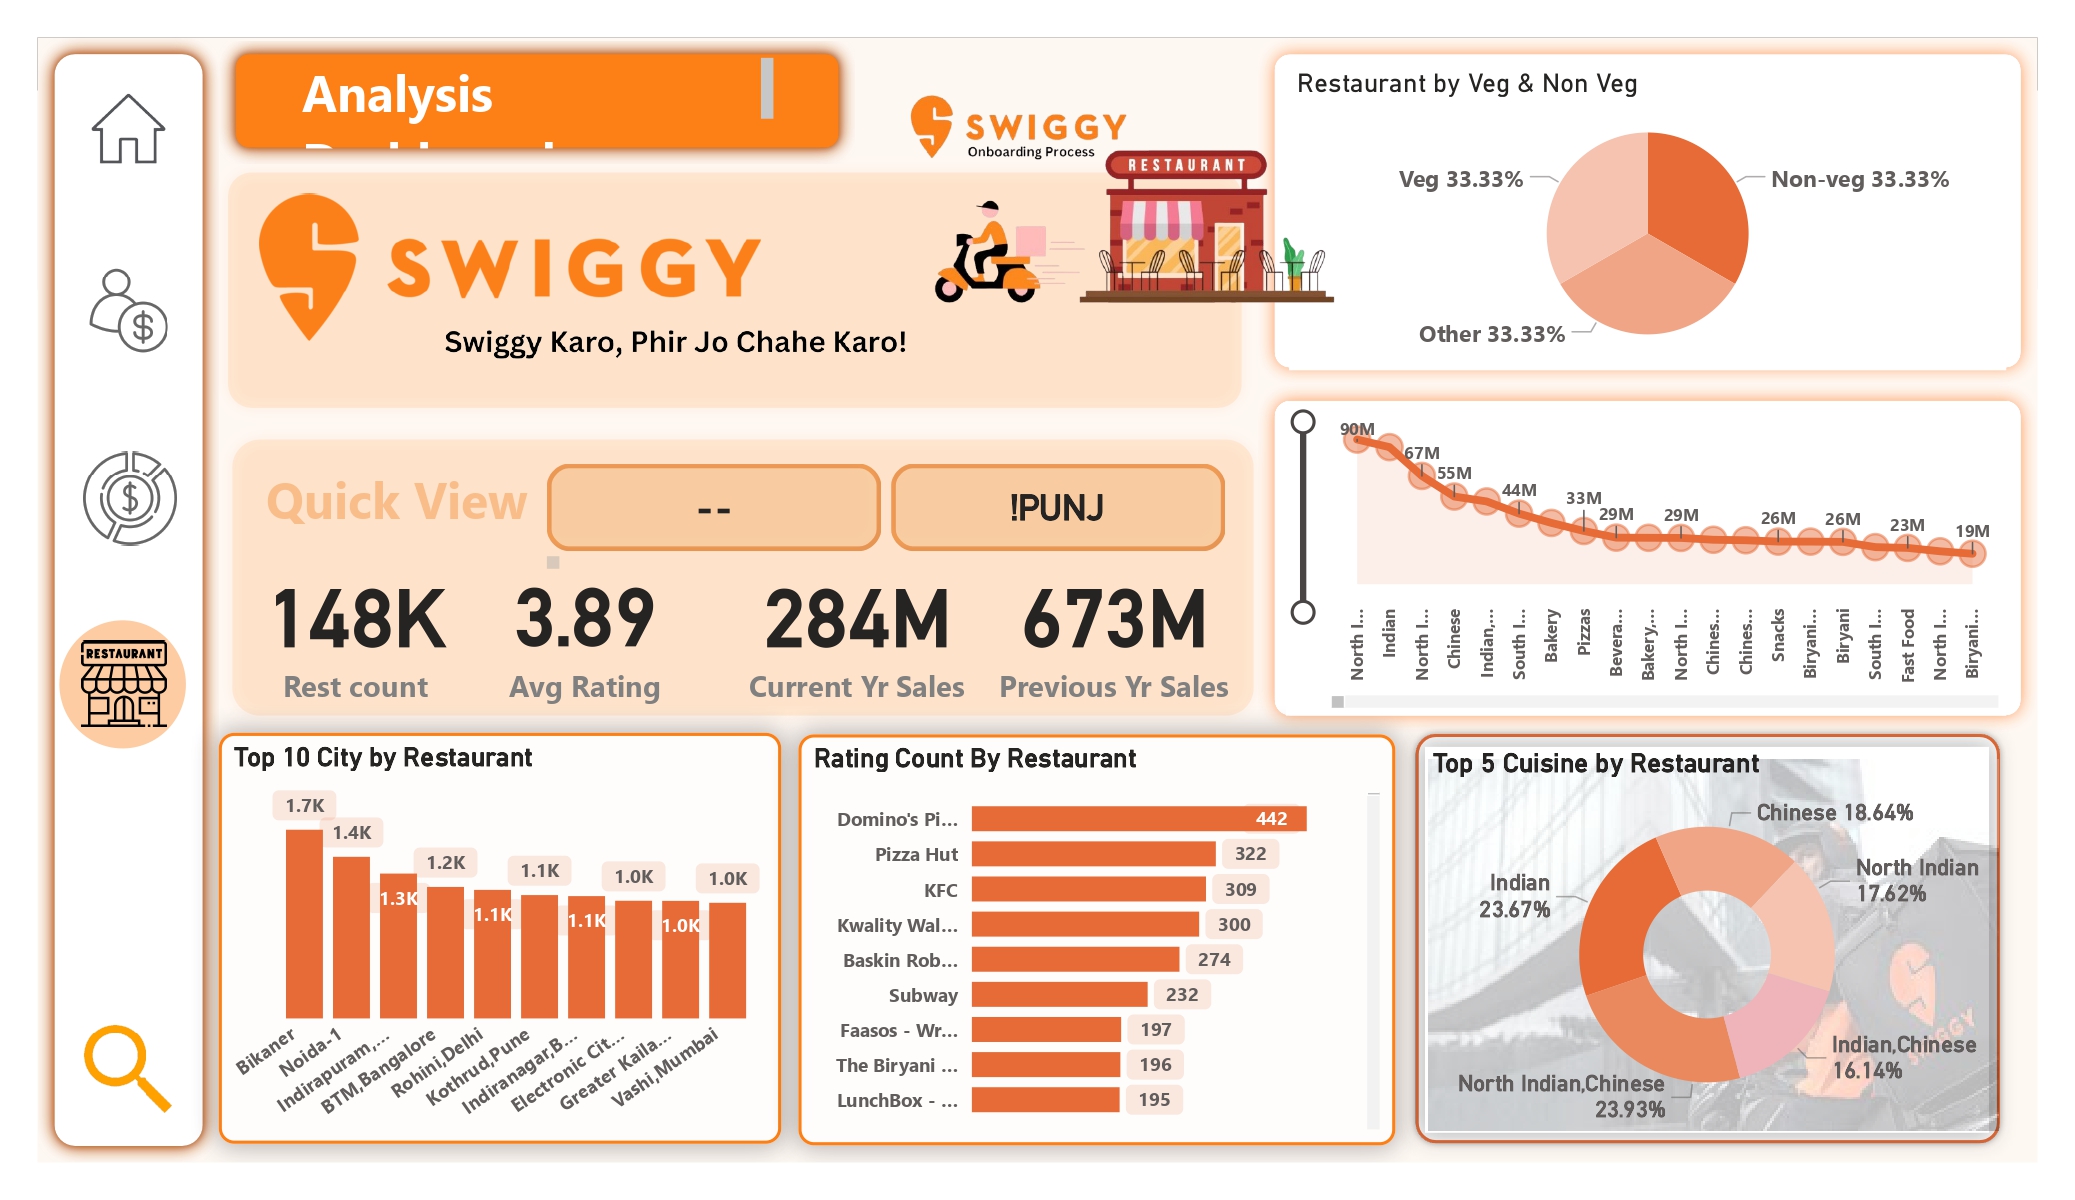 Analysis
SWIGGY
Onboarding Process
RESTAURANT
SWIGGY
Swiggy Karo, Phir Jo Chahe Karo!
Restaurant by Veg & Non Veg
Veg 33.33%
Non-veg 33.33%
Other 33.33%
Quick View
--
!PUNJ
148K
3.89
284M
673M
Rest count
Avg Rating
Current Yr Sales
Previous Yr Sales
90M
67M
55M
44M
33M
29M
29M
26M
26M
23M
19M
North I...
Indian
North I...
Chinese
Indian,...
South I...
Bakery
Pizzas
Bevera...
Bakery,...
North I...
Chines...
Chines...
Snacks
Biryani...
Biryani
South I...
Fast Food
North I...
Biryani...
RESTAURANT
Top 10 City by Restaurant
1.7K
1.4K
1.3K
1.2K
1.1K
1.1K
1.1K
1.0K
1.0K
1.0K
Bikaner
Noida-1
Indirapuram,...
BTM,Bangalore
Rohini,Delhi
Kothrud,Pune
Indiranagar,B...
Electronic Cit...
Greater Kaila...
Vashi,Mumbai
Rating Count By Restaurant
Domino's Pi... 442
Pizza Hut 322
KFC 309
Kwality Wal... 300
Baskin Rob... 274
Subway 232
Faasos - Wr... 197
The Biryani ... 196
LunchBox - ... 195
Top 5 Cuisine by Restaurant
Chinese 18.64%
North Indian
17.62%
Indian
23.67%
Indian,Chinese
16.14%
North Indian,Chinese
23.93%
SWIGGY